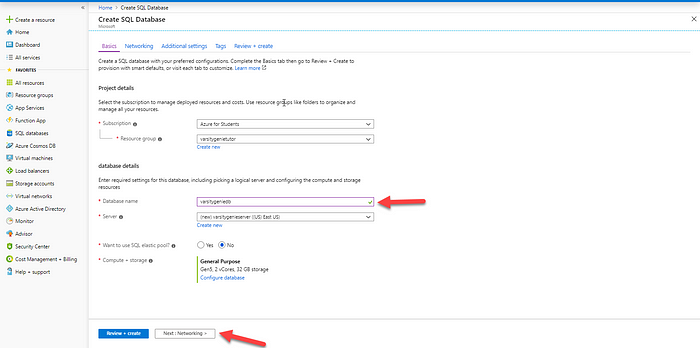 Home > Create SQL Database
Create SQL Database
Microsoft
Create a resource
Home
Dashboard
All services
FAVORITES
All resources
Resource groups
App Services
Function App
SQL databases
Azure Cosmos DB
Virtual machines
Load balancers
Storage accounts
Virtual networks
Azure Active Directory
Monitor
Advisor
Security Center
Cost Management + Billing
Help + support
Basics Networking Additional settings Tags Review + create
Create a SQL database with your preferred configurations. Complete the Basics tab then go to Review + Create to
provision with smart defaults, or visit each tab to customize. Learn more
Project details
Select the subscription to manage deployed resources and costs. Use resource groups like folders to organize and
manage all your resources.
* Subscription
Azure for Students
* Resource group
varsitygenietutor
Create new
database details
Enter required settings for this database, including picking a logical server and configuring the compute and storage
resources
* Database name
varsitygeniedb
* Server
(new) varsitygenieserver ((US) East US)
Create new
* Want to use SQL elastic pool?
Yes No
* Compute + storage
General Purpose
Gen5, 2 vCores, 32 GB storage
Configure database
Review + create
Next : Networking >